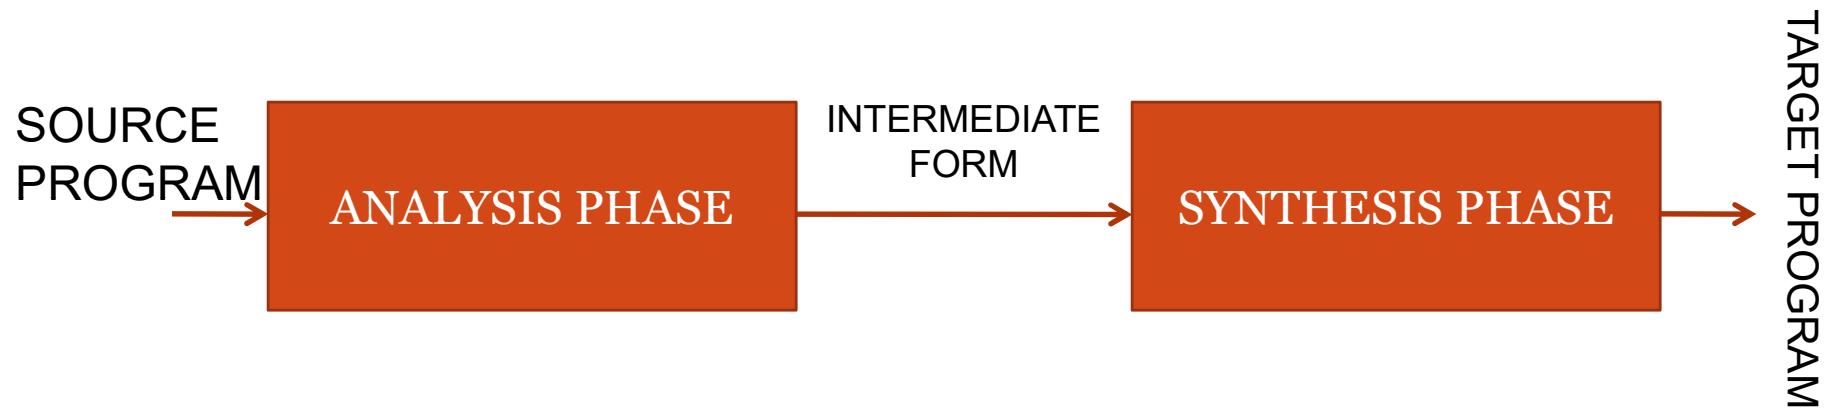 SOURCE
PROGRAM
ANALYSIS PHASE
INTERMEDIATE
FORM
SYNTHESIS PHASE
TARGET PROGRAM